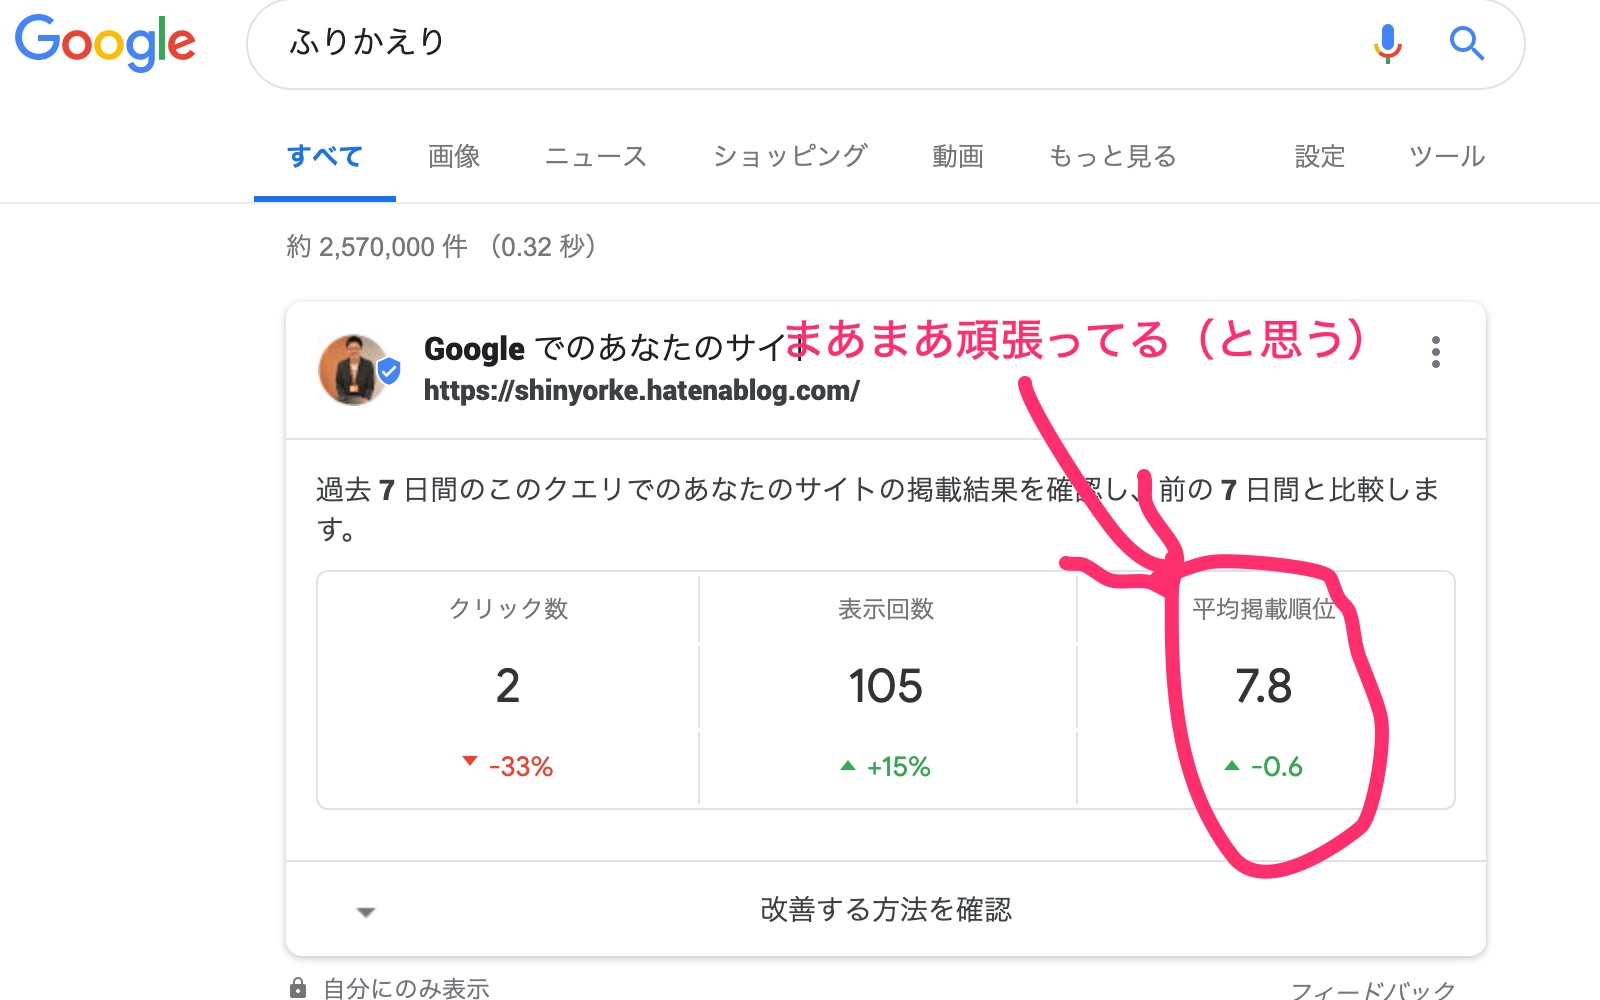 Google
ふりかえり
すべて 画像 ニュース ショッピング 動画 もっと見る 設定 ツール
約 2,570,000 件 （0.32 秒）
まあまあ頑張ってる（と思う）
Google でのあなたのサイ
https://shinyorke.hatenablog.com/
過去 7 日間のこのクエリでのあなたのサイトの掲載結果を確認し、前の 7 日間と比較しま
す。
クリック数 表示回数 平均掲載順位
2 105 7.8
-33% +15% -0.6
改善する方法を確認
自分にのみ表示 フィードバック